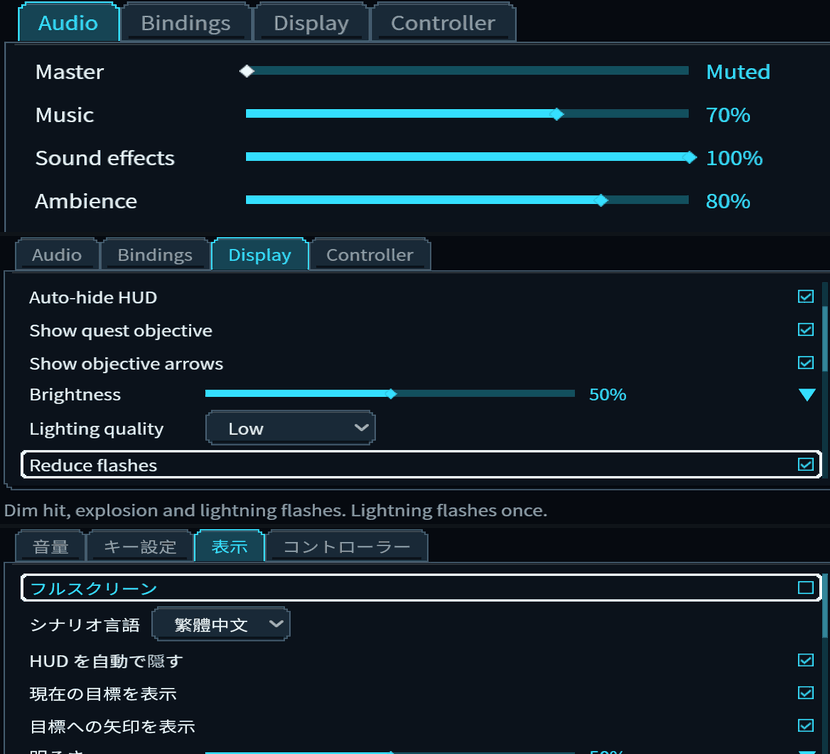 Audio Bindings Display Controller
Master Muted
Music 70%
Sound effects 100%
Ambience 80%
Audio Bindings Display Controller
Auto-hide HUD
Show quest objective
Show objective arrows
Brightness 50%
Lighting quality Low
Reduce flashes
Dim hit, explosion and lightning flashes. Lightning flashes once.
音量 キー設定 表示 コントローラー
フルスクリーン
シナリオ言語 繁體中文
HUD を自動で隠す
現在の目標を表示
目標への矢印を表示